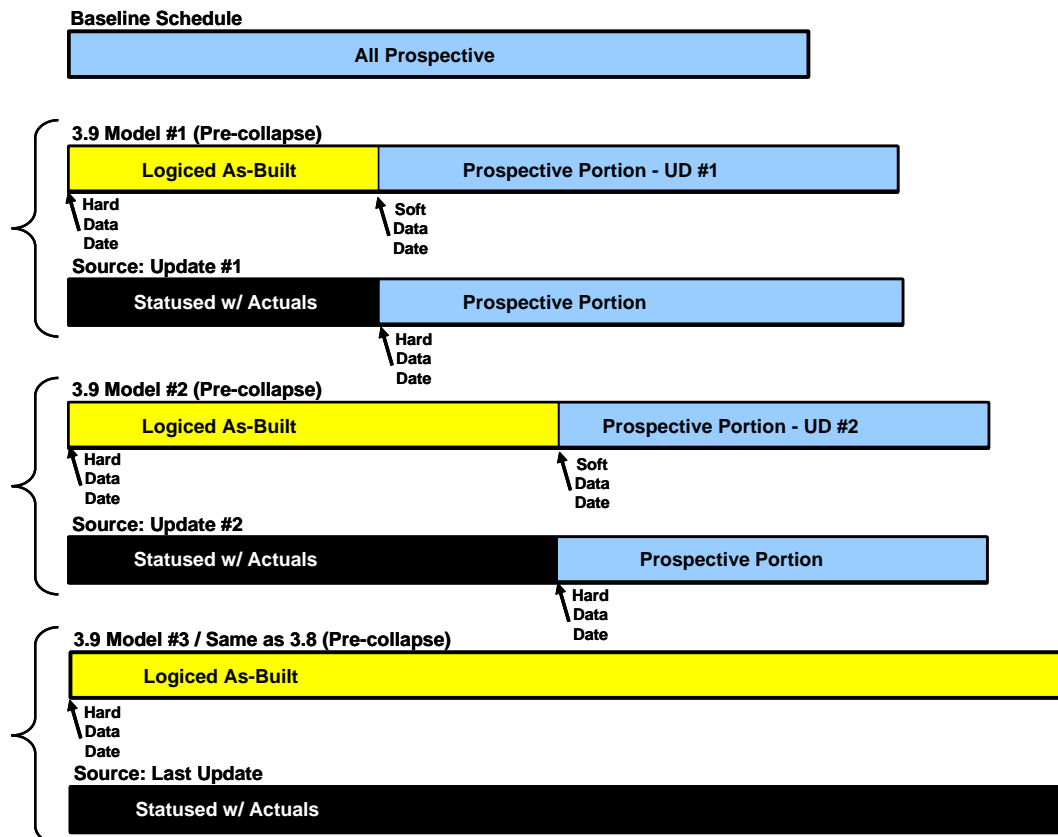 Baseline Schedule
All Prospective
3.9 Model #1 (Pre-collapse)
Logiced As-Built
Prospective Portion - UD #1
Hard
Data
Date
Soft
Data
Date
Source: Update #1
Statused w/ Actuals
Prospective Portion
Hard
Data
Date
3.9 Model #2 (Pre-collapse)
Logiced As-Built
Prospective Portion - UD #2
Hard
Data
Date
Soft
Data
Date
Source: Update #2
Statused w/ Actuals
Prospective Portion
Hard
Data
Date
3.9 Model #3 / Same as 3.8 (Pre-collapse)
Logiced As-Built
Hard
Data
Date
Source: Last Update
Statused w/ Actuals